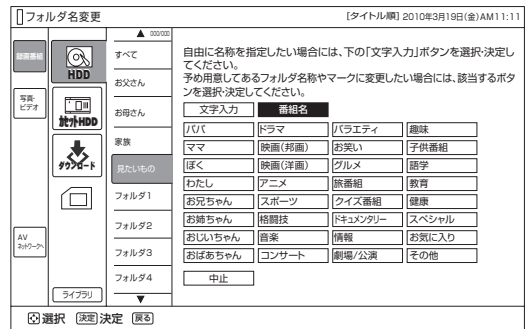 フォルダ名変更
[タイトル順] 2010年3月19日(金)AM11:11
録画番組
写真・
ビデオ
AV
ネットワークへ
HDD
カセットHDD
ダウンロード
ライブラリ
▲ 000/000
すべて
お父さん
お母さん
家族
見たいもの
フォルダ1
フォルダ2
フォルダ3
フォルダ4
▼
自由に名称を指定したい場合には、下の「文字入力」ボタンを選択・決定し
てください。
予め用意してあるフォルダ名称やマークに変更したい場合には、該当するボタ
ンを選択・決定してください。
文字入力 番組名
パパ ドラマ バラエティ 趣味
ママ 映画(邦画) お笑い 子供番組
ぼく 映画(洋画) グルメ 語学
わたし アニメ 旅番組 教育
お兄ちゃん スポーツ クイズ番組 健康
お姉ちゃん 格闘技 ドキュメンタリー スペシャル
おじいちゃん 音楽 情報 お気に入り
おばあちゃん コンサート 劇場/公演 その他
中止
選択 決定 決定 戻る